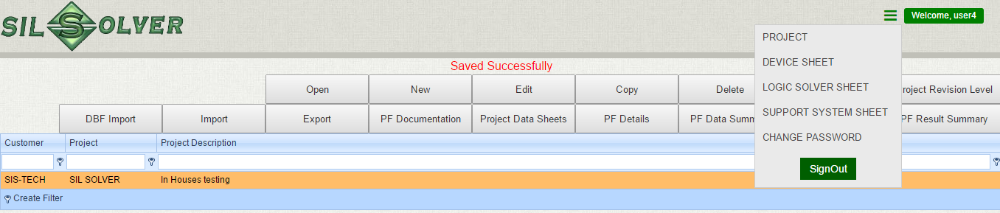 SIL SOLVER
Welcome, user4
PROJECT
DEVICE SHEET
LOGIC SOLVER SHEET
SUPPORT SYSTEM SHEET
CHANGE PASSWORD
SignOut
Saved Successfully
Open New Edit Copy Delete roject Revision Level
DBF Import Import Export PF Documentation Project Data Sheets PF Details PF Data Summ PF Result Summary
Customer Project Project Description
SIS-TECH SIL SOLVER In Houses testing
Create Filter